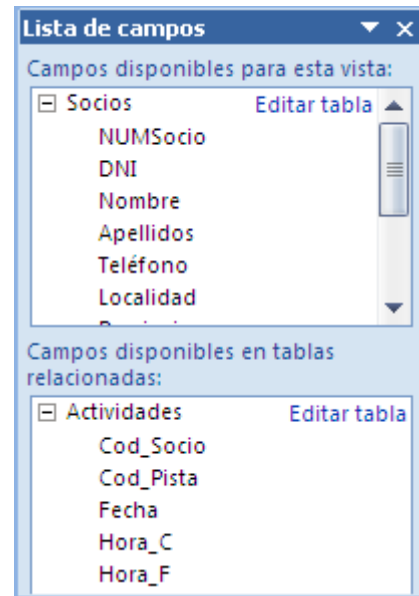 Lista de campos
Campos disponibles para esta vista:
Socios Editar tabla
NUMSocio
DNI
Nombre
Apellidos
Teléfono
Localidad
Campos disponibles en tablas
relacionadas:
Actividades Editar tabla
Cod_Socio
Cod_Pista
Fecha
Hora_C
Hora_F